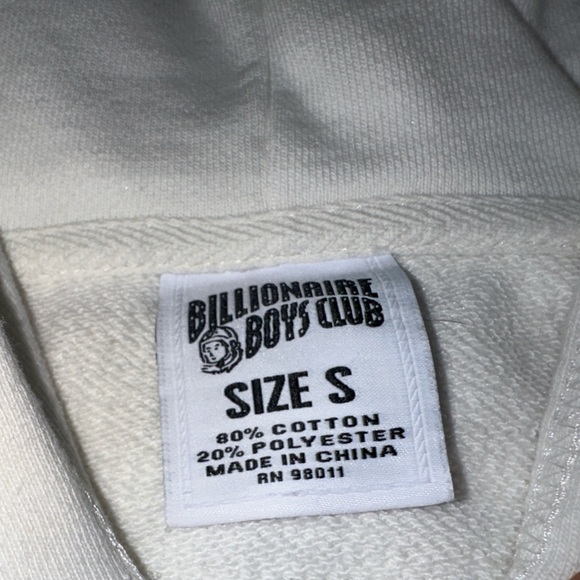 BILLIONAIRE
BOYS CLUB
SIZE S
80% COTTON
20% POLYESTER
MADE IN CHINA
RN 98011